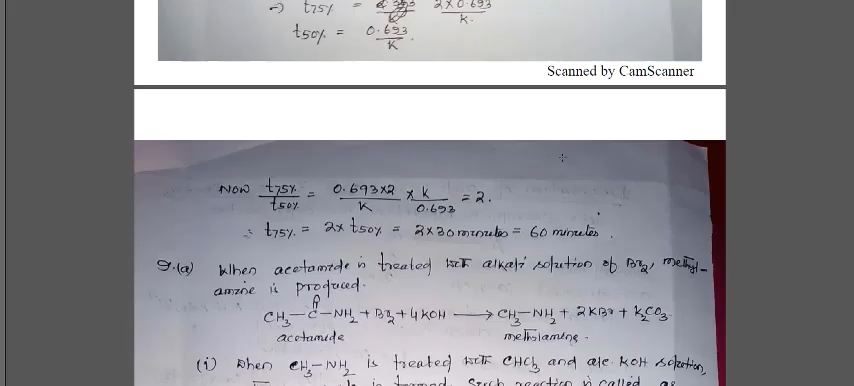 ⇒ t75% = 2×0.693/K
t50% = 0.693/K.
Scanned by CamScanner
Now t75%/t50% = 0.693×2/K × k/0.693 = 2.
∴ t75% = 2× t50% = 2×30 minutes = 60 minutes.
9.(a) When acetamide is treated with alkali solution of Br2, methyl-
amine is produced.
O
CH3–C–NH2 + Br2 + 4KOH → CH3–NH2 + 2KBr + K2CO3.
acetamide methylamine.
(i) When CH3–NH2 is treated with CHCl3 and alc. KOH solution,
is formed. Such reaction is called as